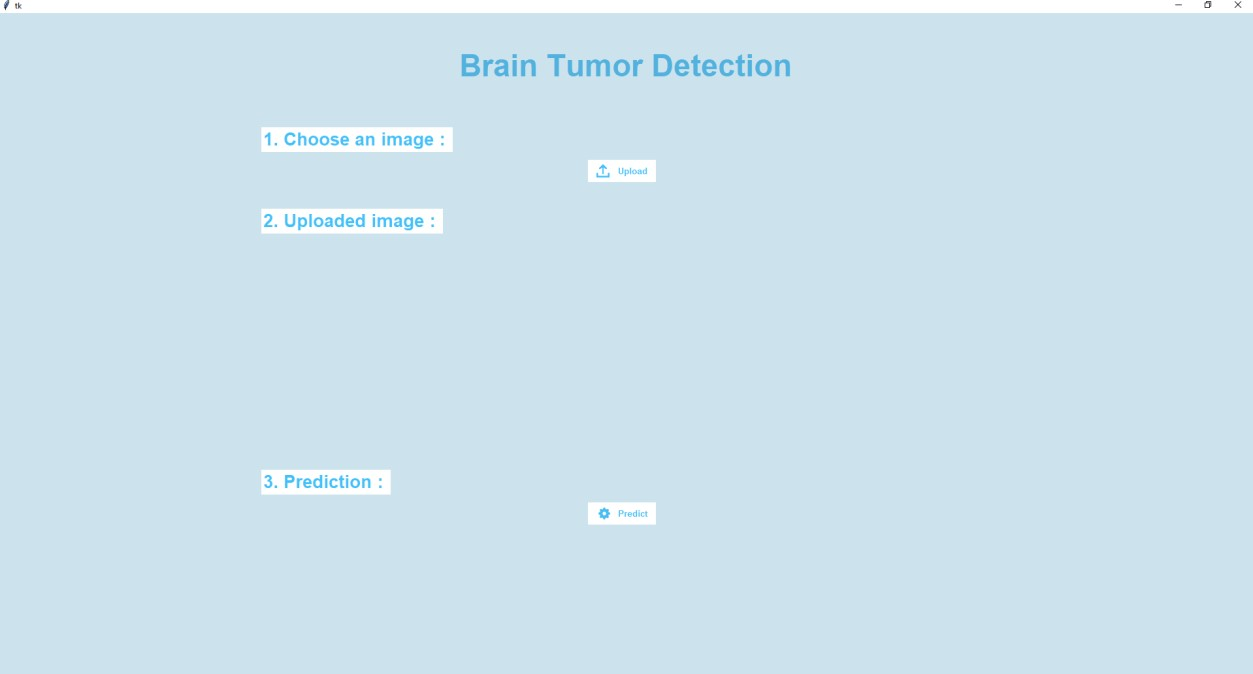 tk
Brain Tumor Detection
1. Choose an image :
Upload
2. Uploaded image :
3. Prediction :
Predict